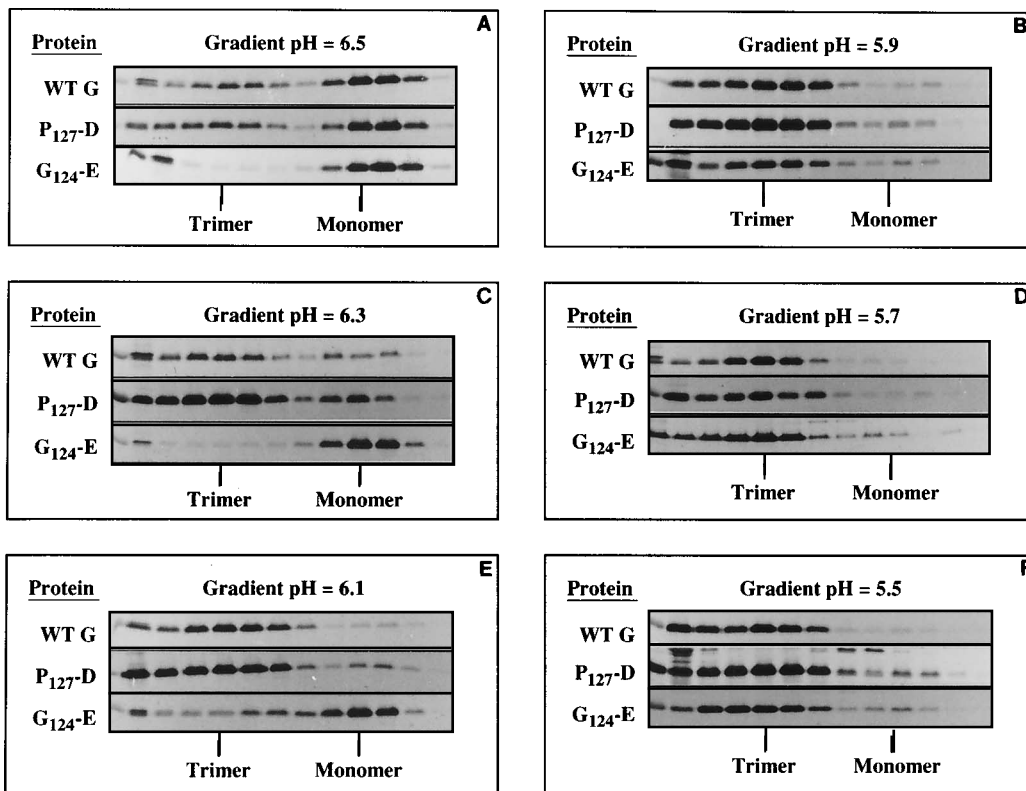 A
Protein Gradient pH = 6.5
WT G
P127-D
G124-E
Trimer Monomer
B
Protein Gradient pH = 5.9
WT G
P127-D
G124-E
Trimer Monomer
C
Protein Gradient pH = 6.3
WT G
P127-D
G124-E
Trimer Monomer
D
Protein Gradient pH = 5.7
WT G
P127-D
G124-E
Trimer Monomer
E
Protein Gradient pH = 6.1
WT G
P127-D
G124-E
Trimer Monomer
F
Protein Gradient pH = 5.5
WT G
P127-D
G124-E
Trimer Monomer